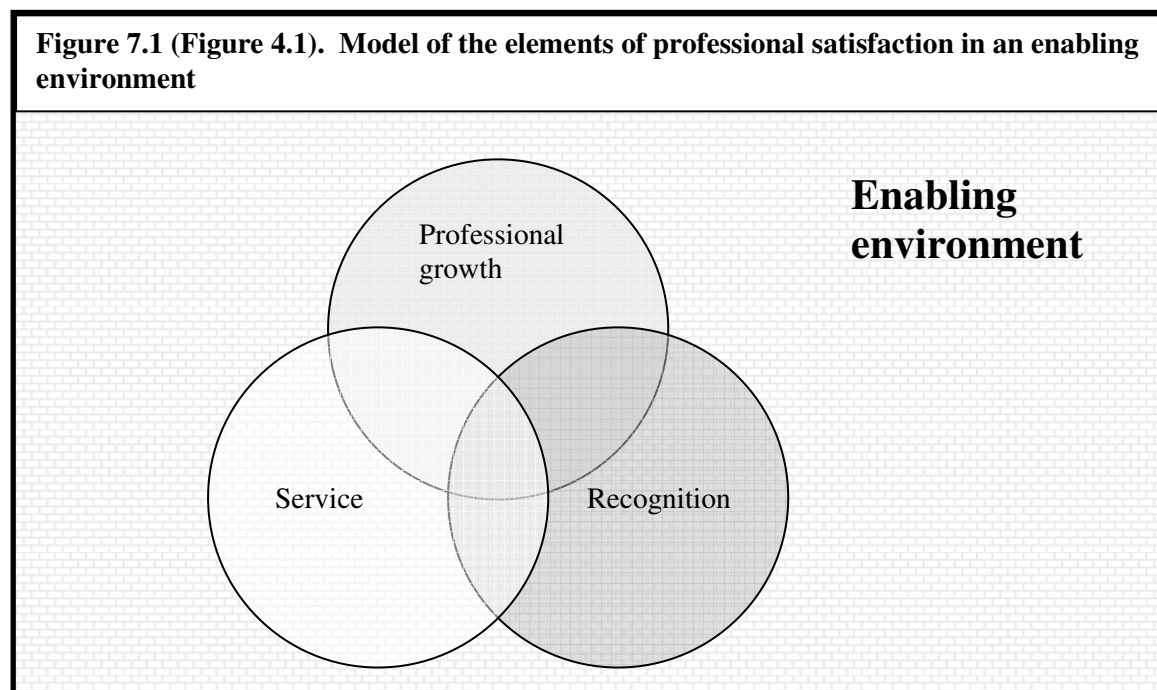 Figure 7.1 (Figure 4.1).  Model of the elements of professional satisfaction in an enabling
environment
Enabling
environment
Professional
growth
Service
Recognition